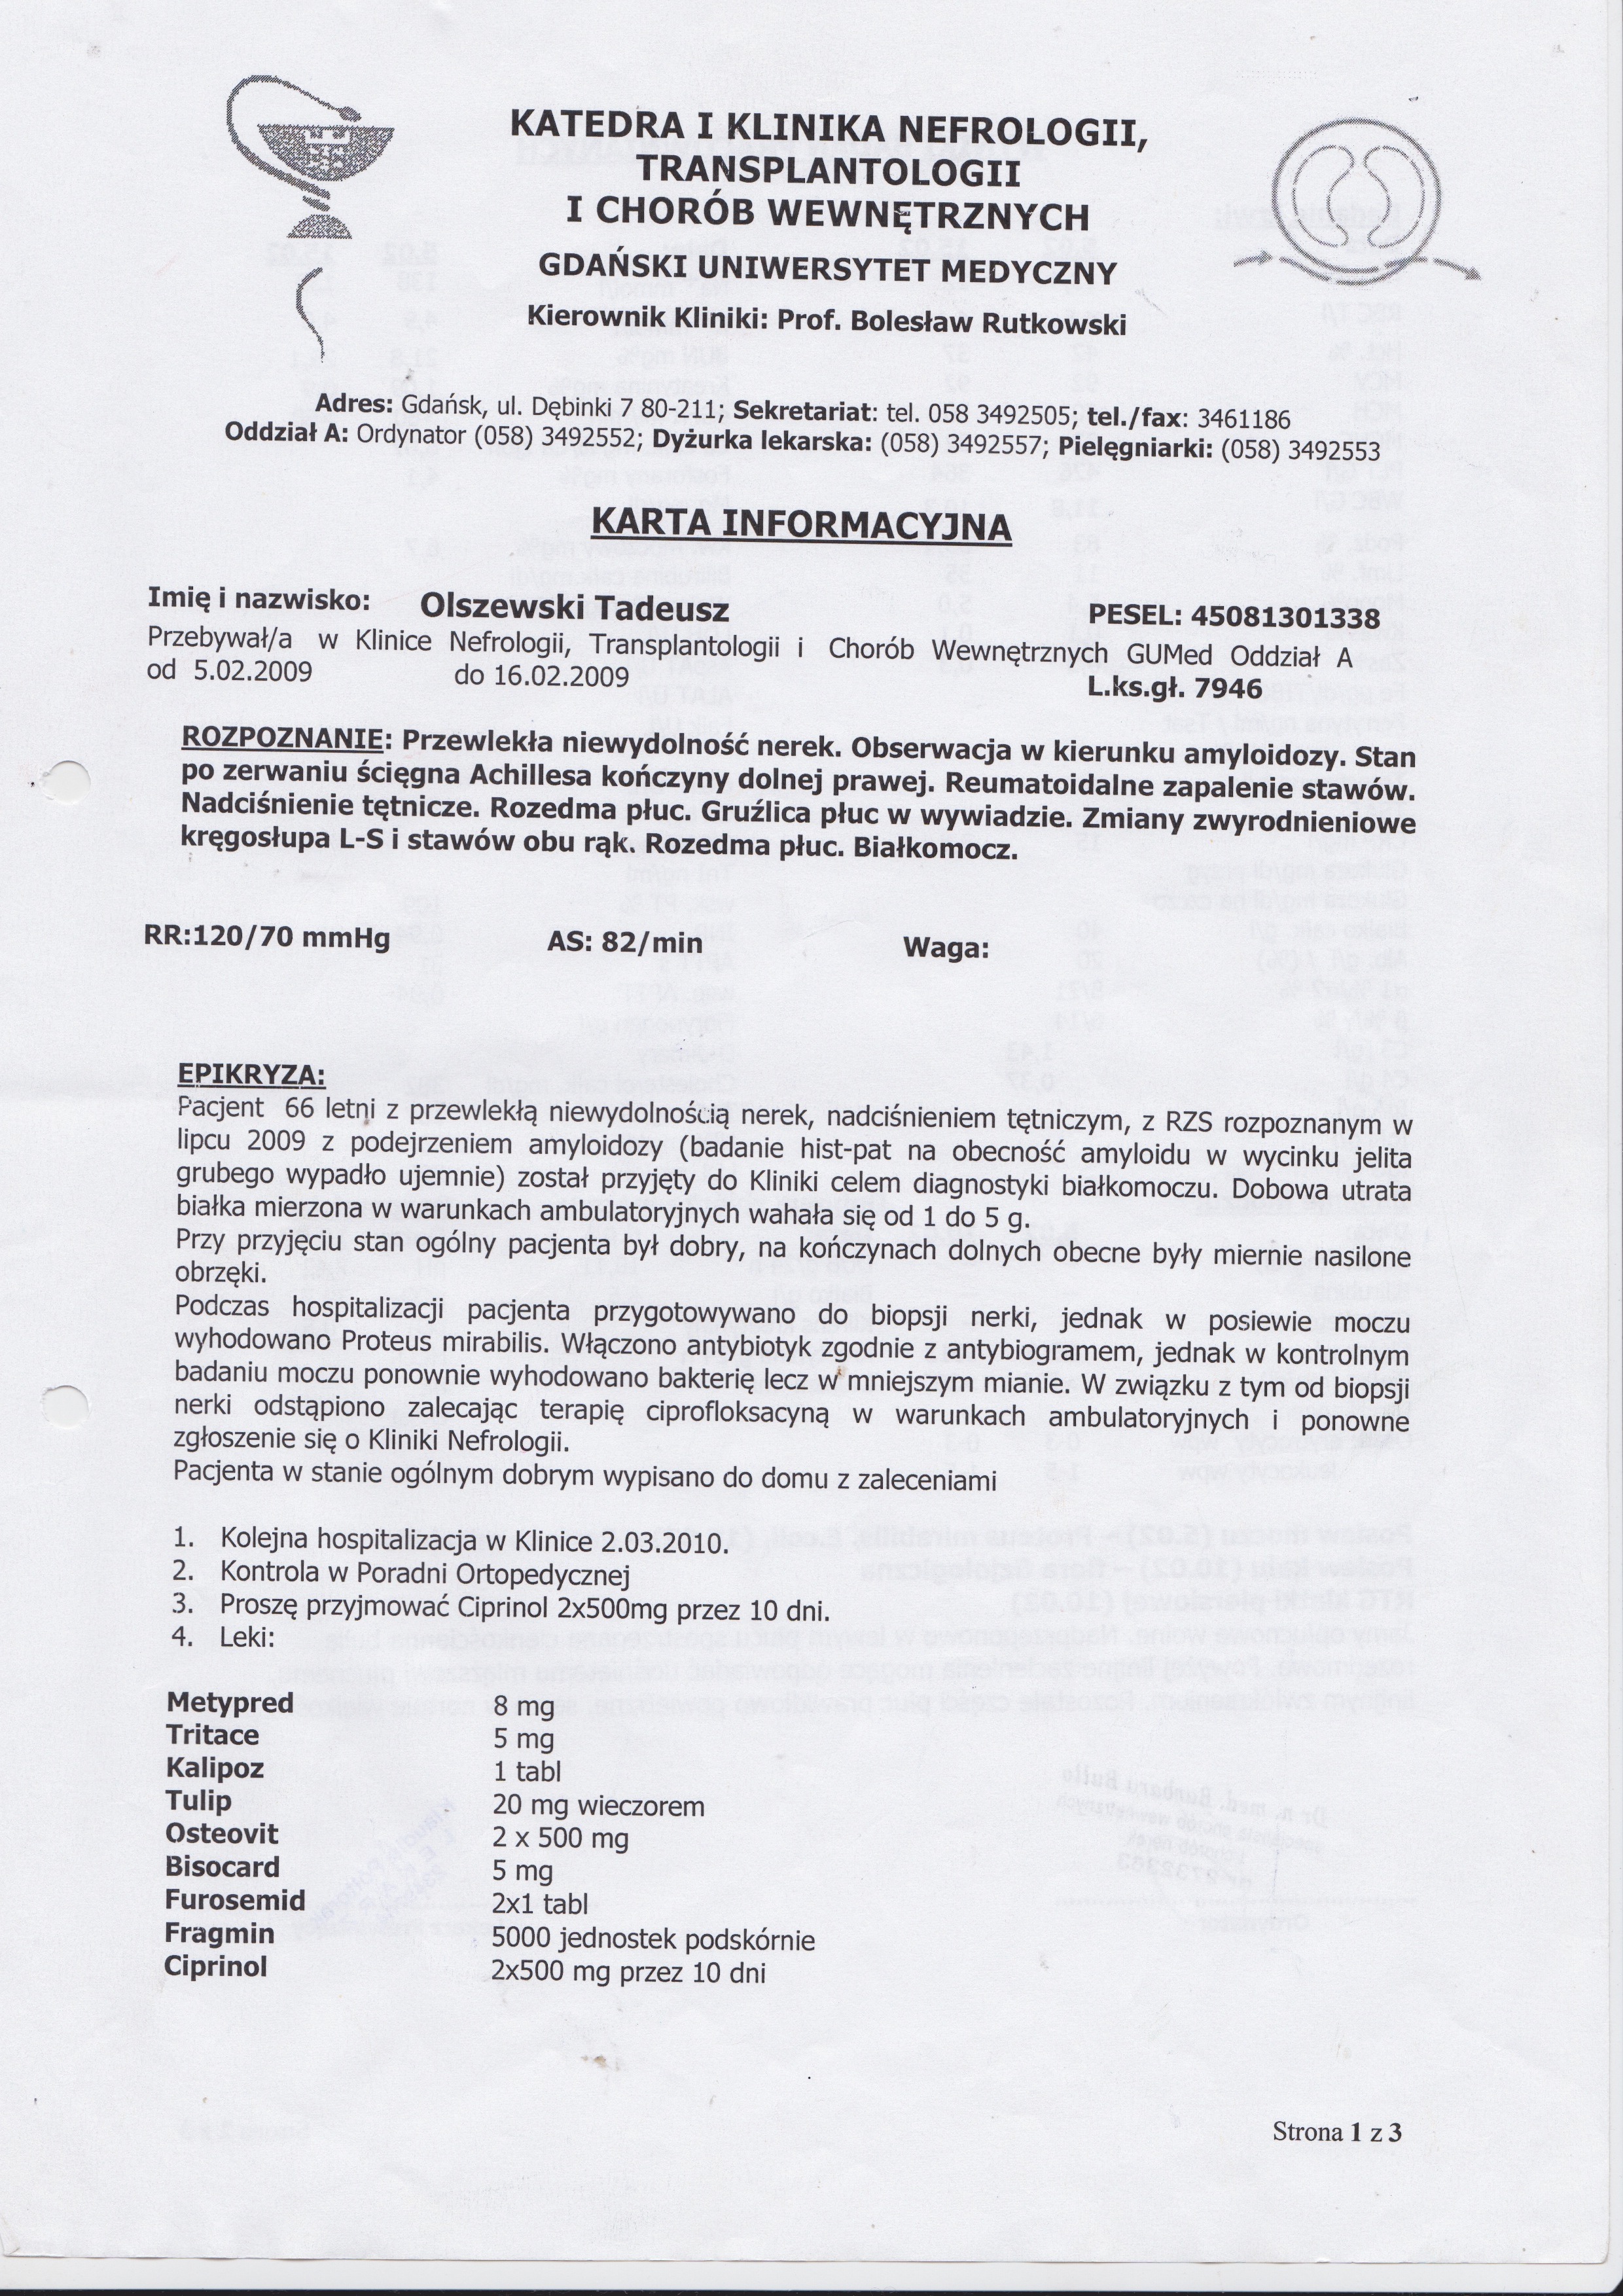 KATEDRA I KLINIKA NEFROLOGII,
TRANSPLANTOLOGII
I CHORÓB WEWNĘTRZNYCH
GDAŃSKI UNIWERSYTET MEDYCZNY
Kierownik Kliniki: Prof. Bolesław Rutkowski
Adres: Gdańsk, ul. Dębinki 7 80-211; Sekretariat: tel. 058 3492505; tel./fax: 3461186
Oddział A: Ordynator (058) 3492552; Dyżurka lekarska: (058) 3492557; Pielęgniarki: (058) 3492553
KARTA INFORMACYJNA
Imię i nazwisko: Olszewski Tadeusz PESEL: 45081301338
Przebywał/a w Klinice Nefrologii, Transplantologii i Chorób Wewnętrznych GUMed Oddział A
od 5.02.2009 do 16.02.2009 L.ks.gł. 7946
ROZPOZNANIE: Przewlekła niewydolność nerek. Obserwacja w kierunku amyloidozy. Stan
po zerwaniu ścięgna Achillesa kończyny dolnej prawej. Reumatoidalne zapalenie stawów.
Nadciśnienie tętnicze. Rozedma płuc. Gruźlica płuc w wywiadzie. Zmiany zwyrodnieniowe
kręgosłupa L-S i stawów obu rąk. Rozedma płuc. Białkomocz.
RR:120/70 mmHg AS: 82/min Waga:
EPIKRYZA:
Pacjent 66 letni z przewlekłą niewydolnością nerek, nadciśnieniem tętniczym, z RZS rozpoznanym w
lipcu 2009 z podejrzeniem amyloidozy (badanie hist-pat na obecność amyloidu w wycinku jelita
grubego wypadło ujemnie) został przyjęty do Kliniki celem diagnostyki białkomoczu. Dobowa utrata
białka mierzona w warunkach ambulatoryjnych wahała się od 1 do 5 g.
Przy przyjęciu stan ogólny pacjenta był dobry, na kończynach dolnych obecne były miernie nasilone
obrzęki.
Podczas hospitalizacji pacjenta przygotowywano do biopsji nerki, jednak w posiewie moczu
wyhodowano Proteus mirabilis. Włączono antybiotyk zgodnie z antybiogramem, jednak w kontrolnym
badaniu moczu ponownie wyhodowano bakterię lecz w mniejszym mianie. W związku z tym od biopsji
nerki odstąpiono zalecając terapię ciprofloksacyną w warunkach ambulatoryjnych i ponowne
zgłoszenie się o Kliniki Nefrologii.
Pacjenta w stanie ogólnym dobrym wypisano do domu z zaleceniami
1. Kolejna hospitalizacja w Klinice 2.03.2010.
2. Kontrola w Poradni Ortopedycznej
3. Proszę przyjmować Ciprinol 2x500mg przez 10 dni.
4. Leki:
Metypred 8 mg
Tritace 5 mg
Kalipoz 1 tabl
Tulip 20 mg wieczorem
Osteovit 2 x 500 mg
Bisocard 5 mg
Furosemid 2x1 tabl
Fragmin 5000 jednostek podskórnie
Ciprinol 2x500 mg przez 10 dni
Strona 1 z 3